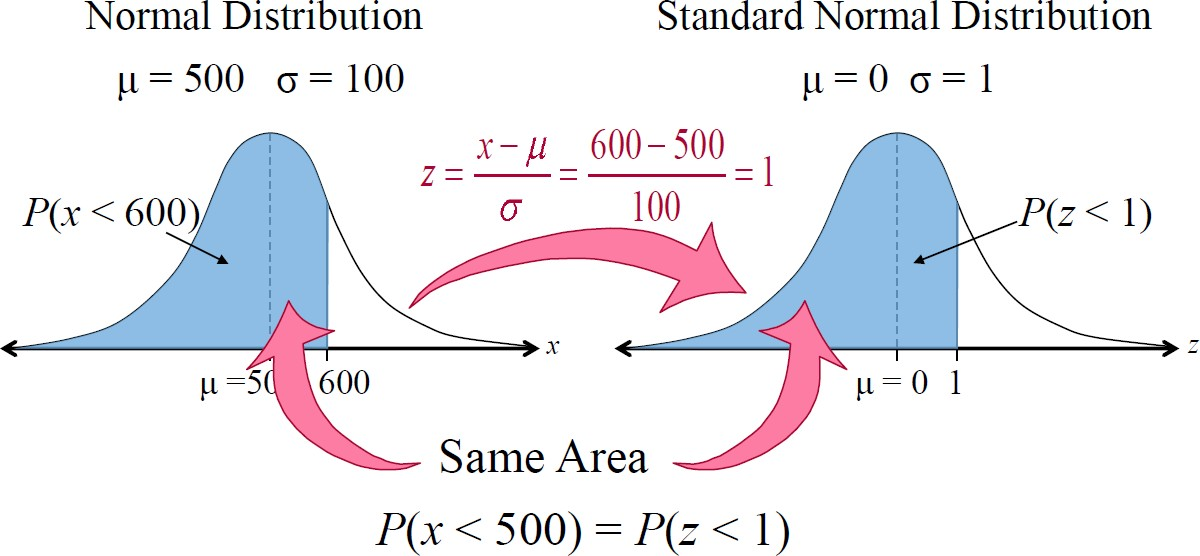 Normal Distribution
μ = 500 σ = 100
Standard Normal Distribution
μ = 0 σ = 1
z = (x − μ)/σ = (600 − 500)/100 = 1
P(x < 600)
P(z < 1)
x
z
μ =50 600
μ = 0 1
Same Area
P(x < 500) = P(z < 1)